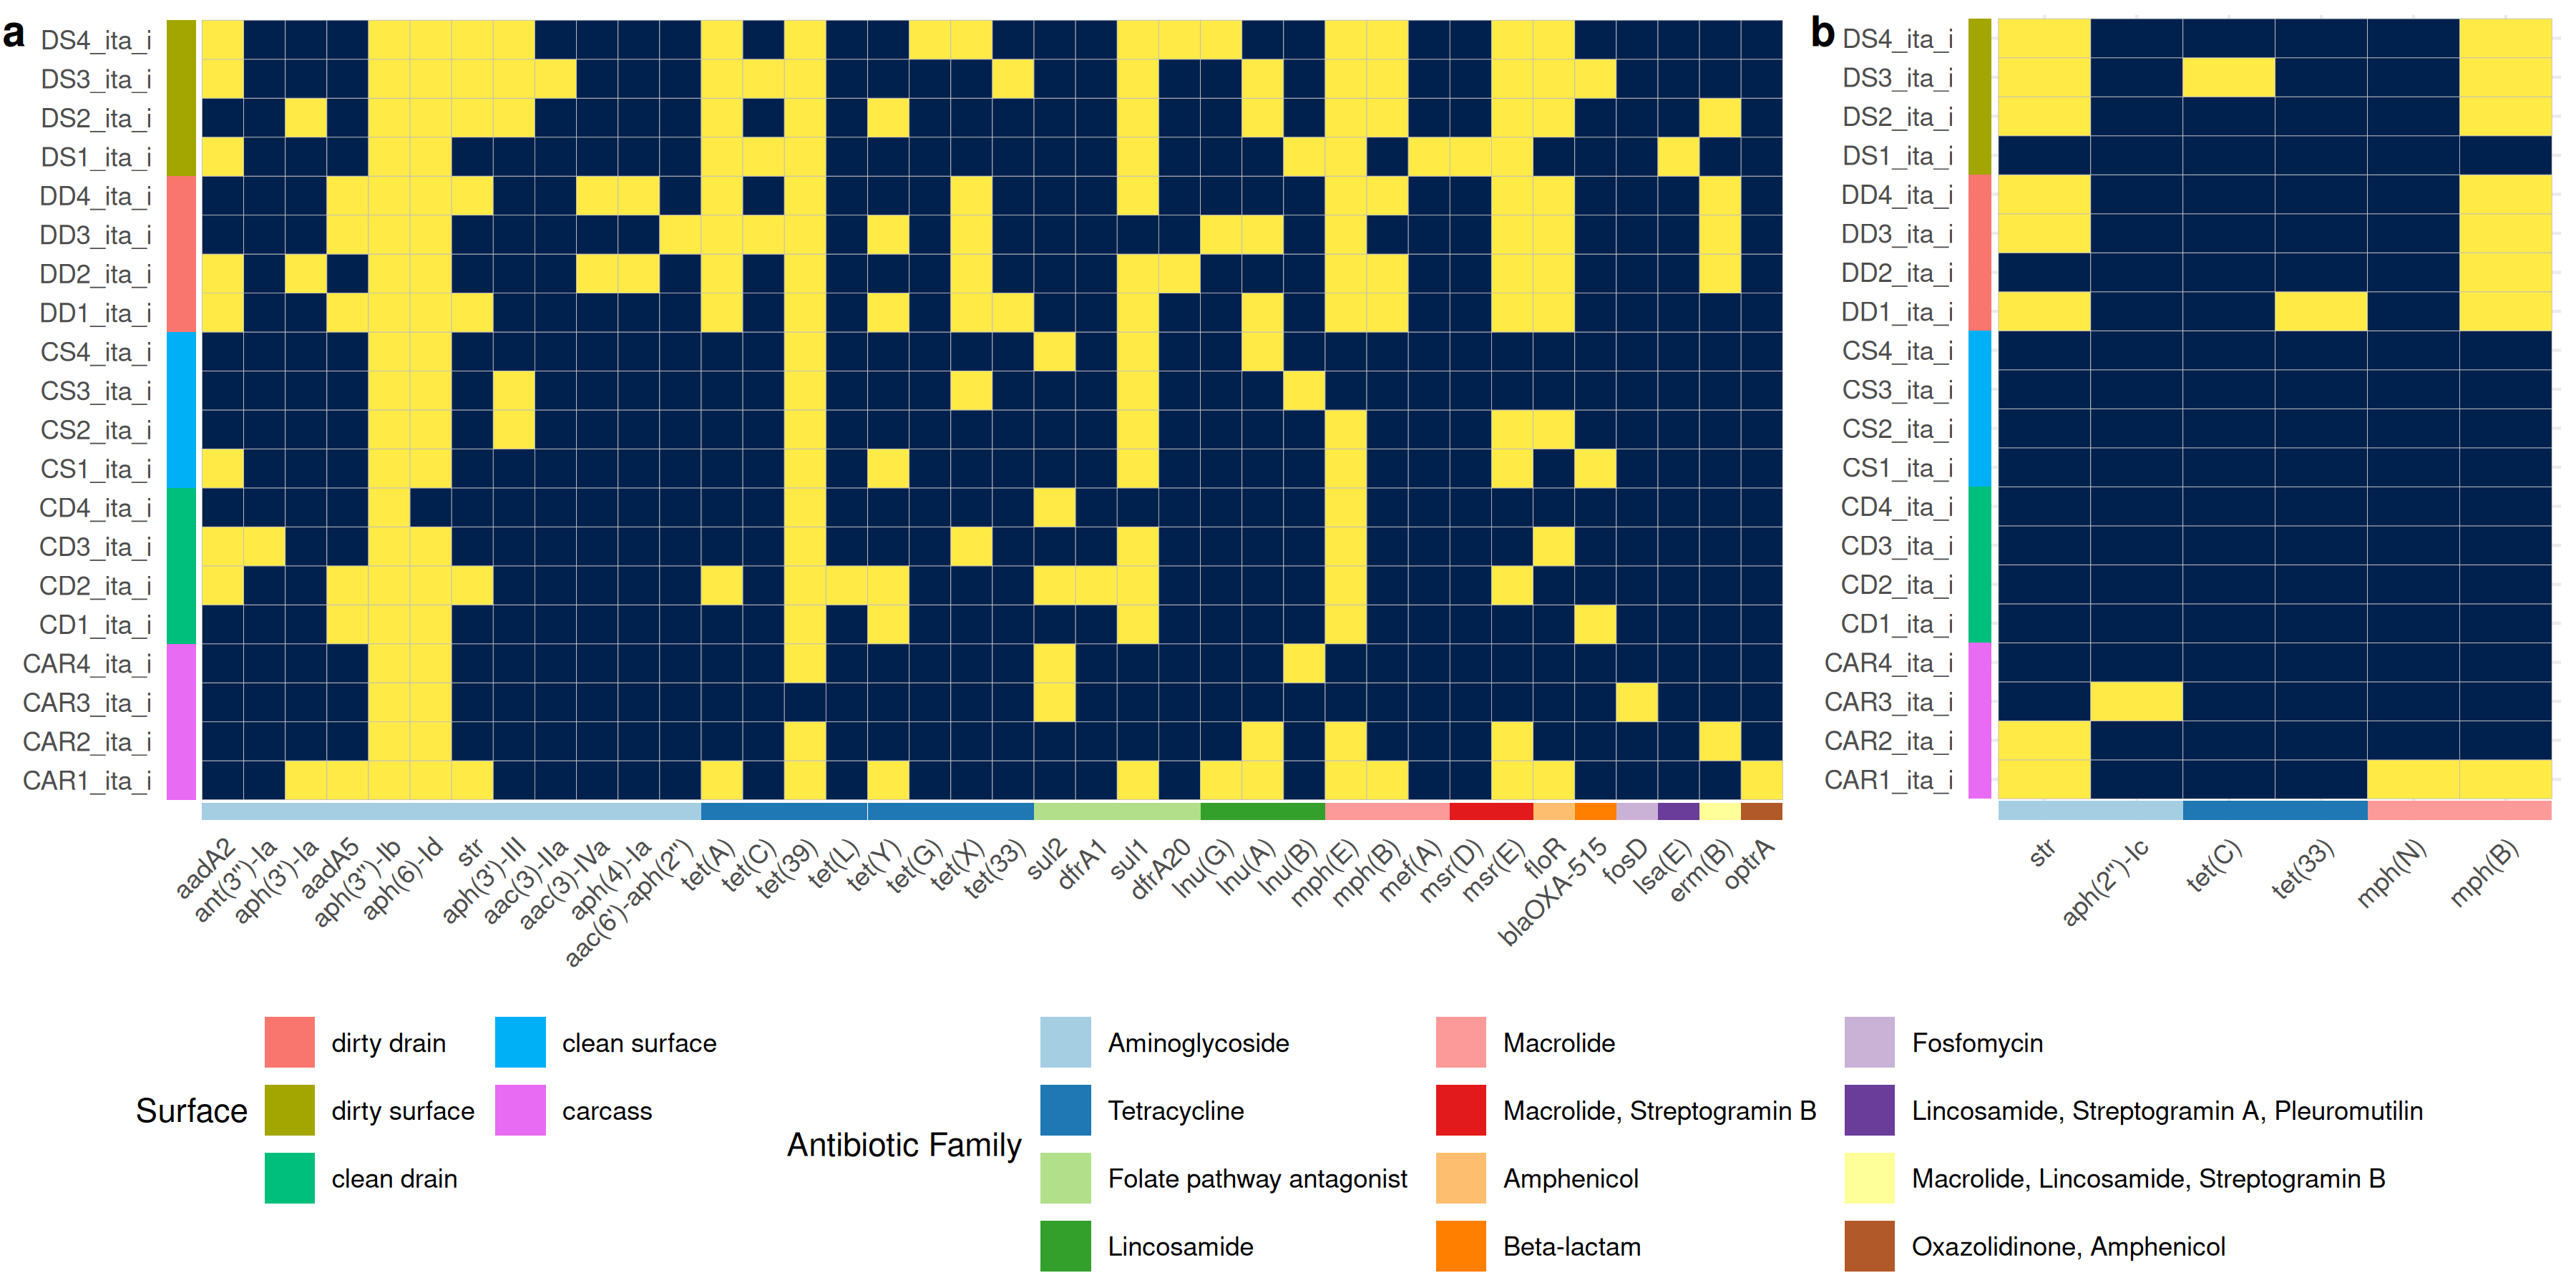 a
DS4_ita_i
DS3_ita_i
DS2_ita_i
DS1_ita_i
DD4_ita_i
DD3_ita_i
DD2_ita_i
DD1_ita_i
CS4_ita_i
CS3_ita_i
CS2_ita_i
CS1_ita_i
CD4_ita_i
CD3_ita_i
CD2_ita_i
CD1_ita_i
CAR4_ita_i
CAR3_ita_i
CAR2_ita_i
CAR1_ita_i
aadA2
ant(3'')-Ia
aph(3')-Ia
aadA5
aph(3'')-Ib
aph(6)-Id
str
aph(3')-III
aac(3)-IIa
aac(3)-IVa
aph(4)-Ia
aac(6')-aph(2'')
tet(A)
tet(C)
tet(39)
tet(L)
tet(Y)
tet(G)
tet(X)
tet(33)
sul2
dfrA1
sul1
dfrA20
lnu(G)
lnu(A)
lnu(B)
mph(E)
mph(B)
mef(A)
msr(D)
msr(E)
floR
blaOXA-515
fosD
lsa(E)
erm(B)
optrA
b
DS4_ita_i
DS3_ita_i
DS2_ita_i
DS1_ita_i
DD4_ita_i
DD3_ita_i
DD2_ita_i
DD1_ita_i
CS4_ita_i
CS3_ita_i
CS2_ita_i
CS1_ita_i
CD4_ita_i
CD3_ita_i
CD2_ita_i
CD1_ita_i
CAR4_ita_i
CAR3_ita_i
CAR2_ita_i
CAR1_ita_i
str
aph(2'')-Ic
tet(C)
tet(33)
mph(N)
mph(B)
Surface
dirty drain
dirty surface
clean drain
clean surface
carcass
Antibiotic Family
Aminoglycoside
Tetracycline
Folate pathway antagonist
Lincosamide
Macrolide
Macrolide, Streptogramin B
Amphenicol
Beta-lactam
Fosfomycin
Lincosamide, Streptogramin A, Pleuromutilin
Macrolide, Lincosamide, Streptogramin B
Oxazolidinone, Amphenicol